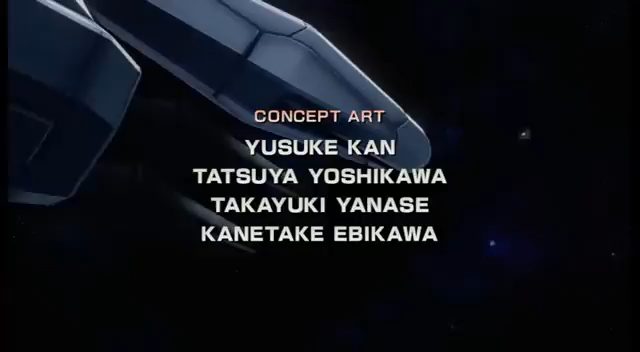 CONCEPT ART
YUSUKE KAN
TATSUYA YOSHIKAWA
TAKAYUKI YANASE
KANETAKE EBIKAWA